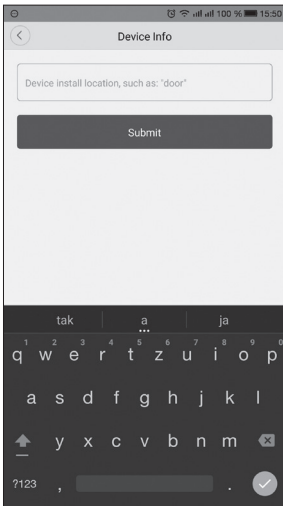 100 % 15:50
Device Info
Device install location, such as: "door"
Submit
tak a ja
1 2 3 4 5 6 7 8 9 0
q w e r t z u i o p
a s d f g h j k l
y x c v b n m
?123 , .